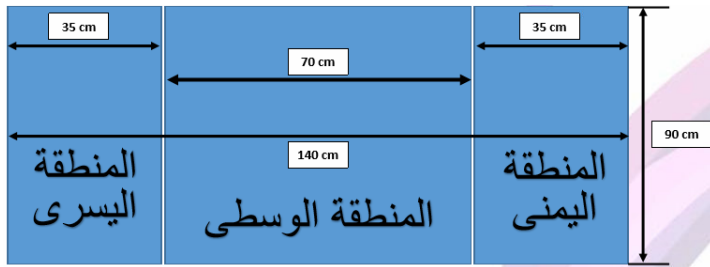 35 cm
35 cm
70 cm
90 cm
140 cm
المنطقة
اليمنى
المنطقة الوسطى
المنطقة
اليسرى